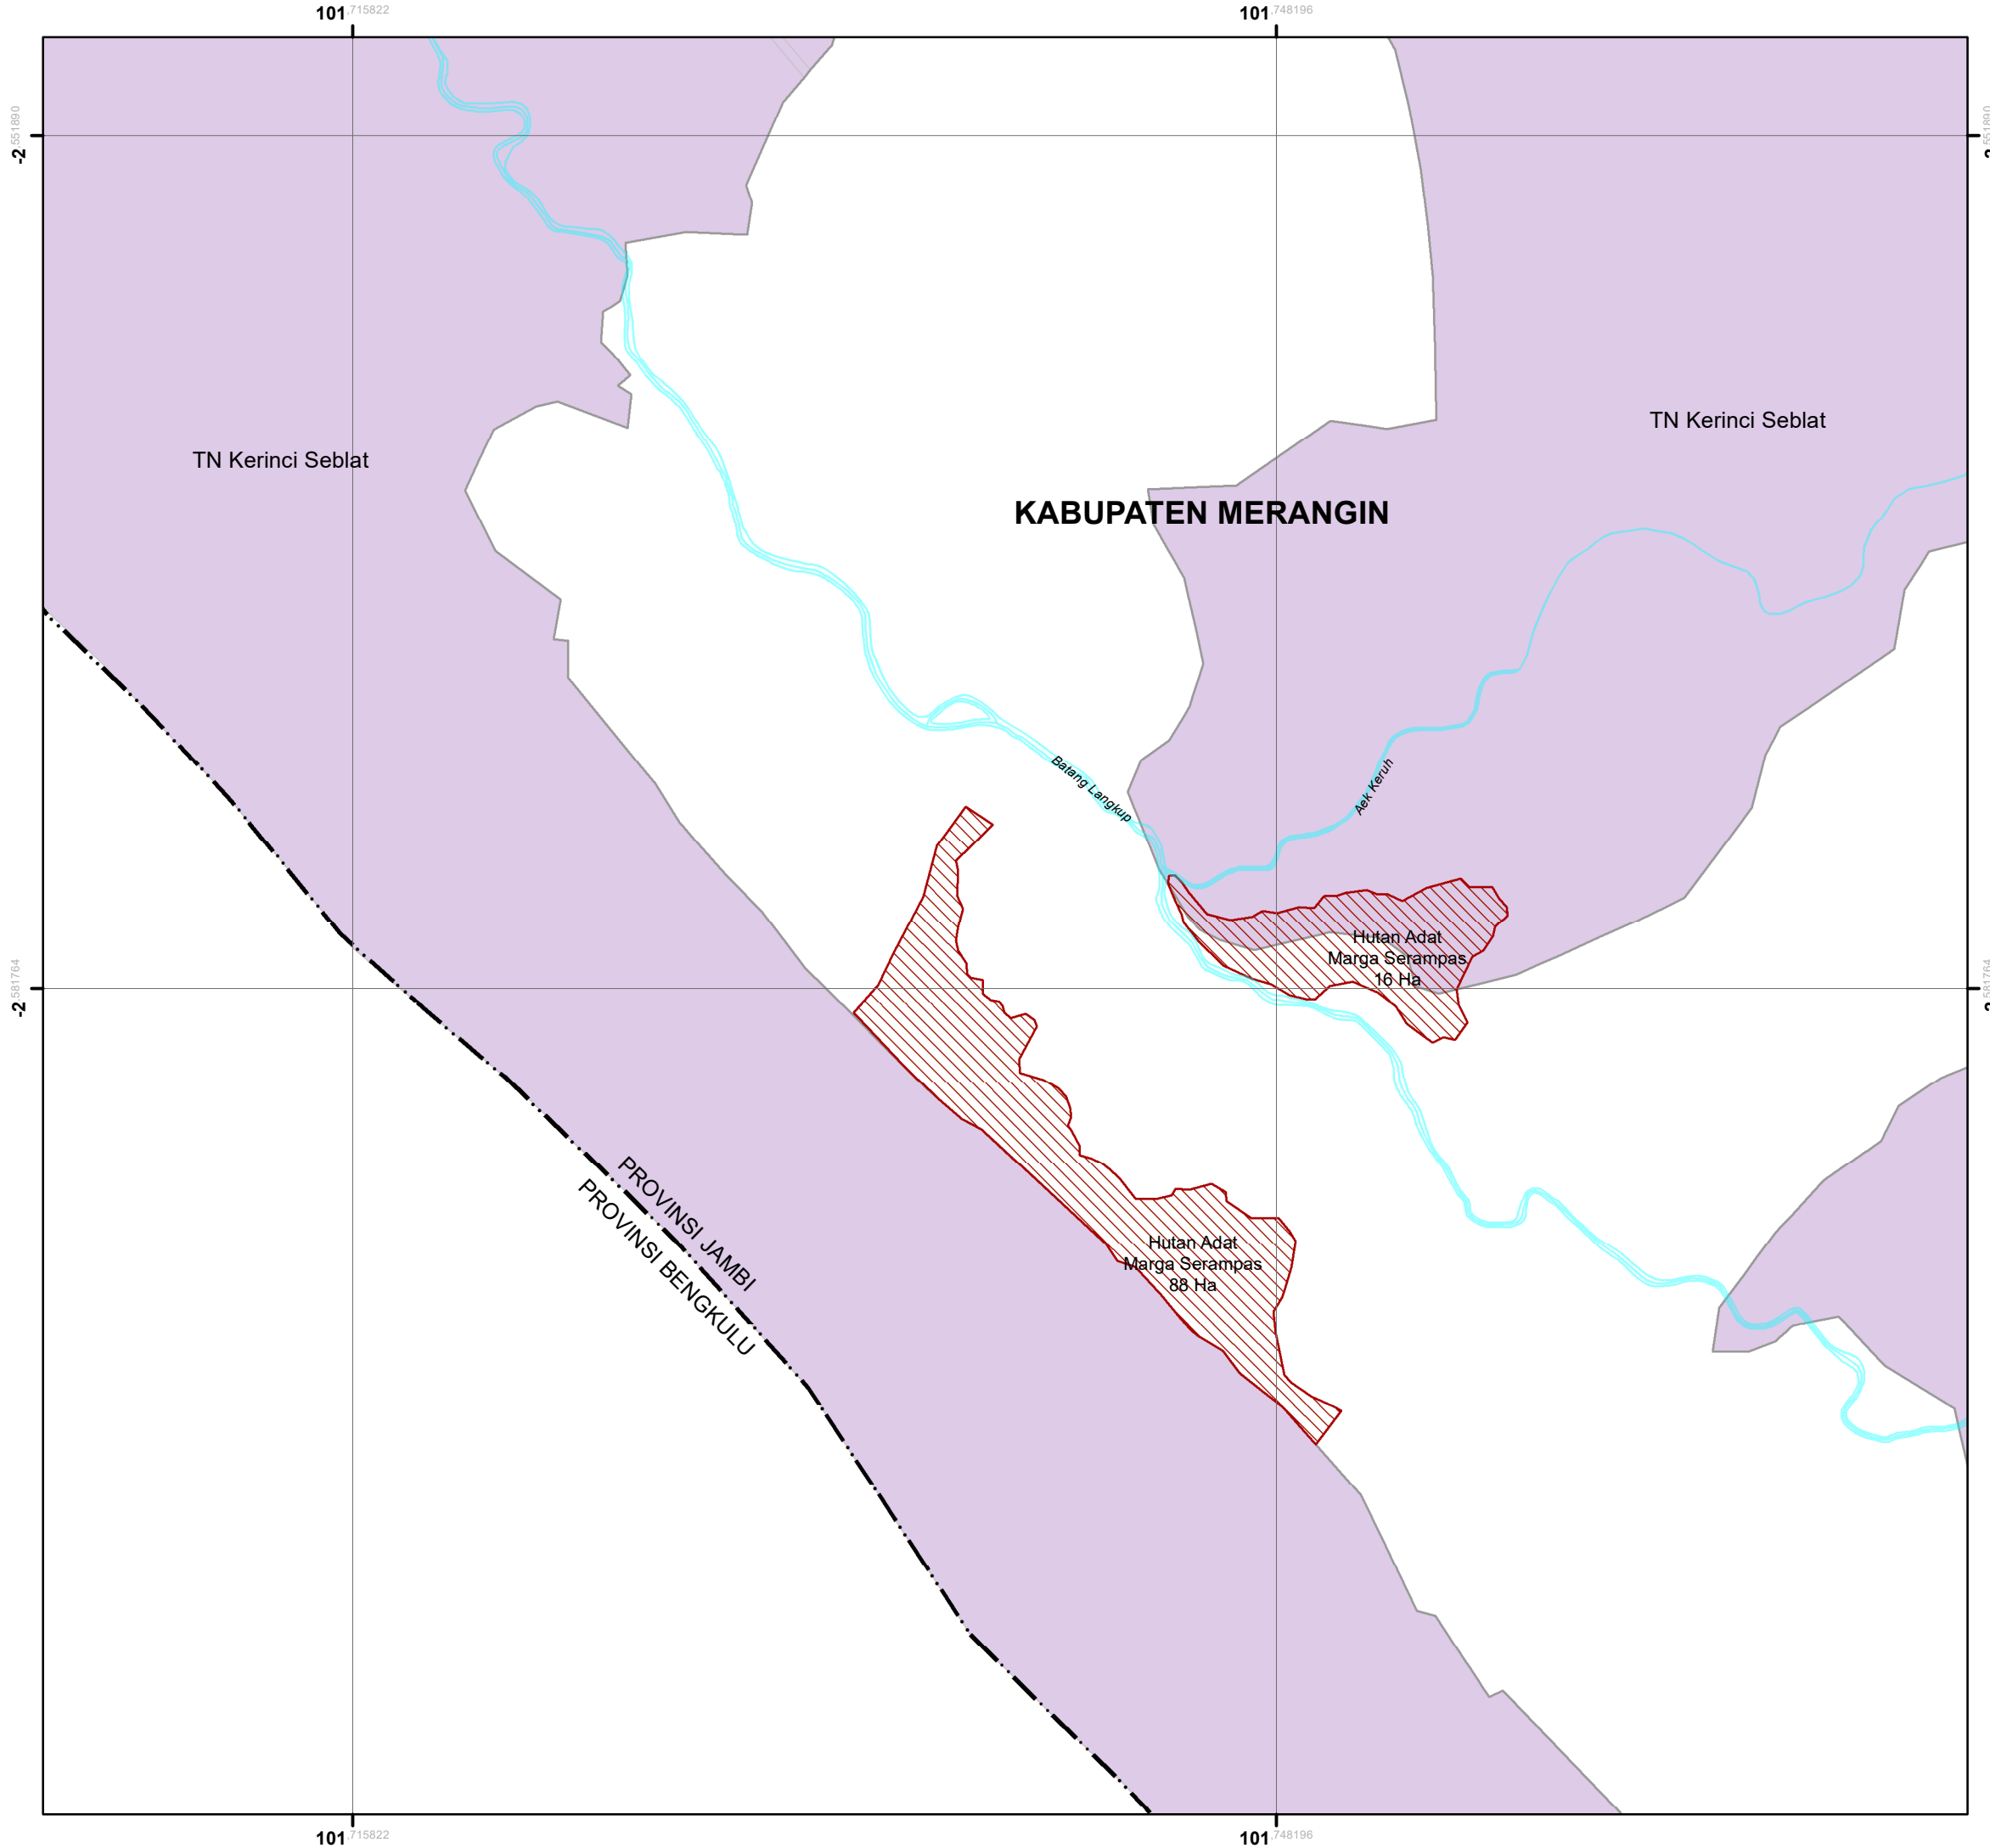 101.715822
101.748196
-2.551890
TN Kerinci Seblat
TN Kerinci Seblat
KABUPATEN MERANGIN
Batang Langkup
Aek Keruh
Hutan Adat
Marga Serampas
16 Ha
-2.581764
PROVINSI JAMBI
PROVINSI BENGKULU
Hutan Adat
Marga Serampas
88 Ha
101.715822
101.748196